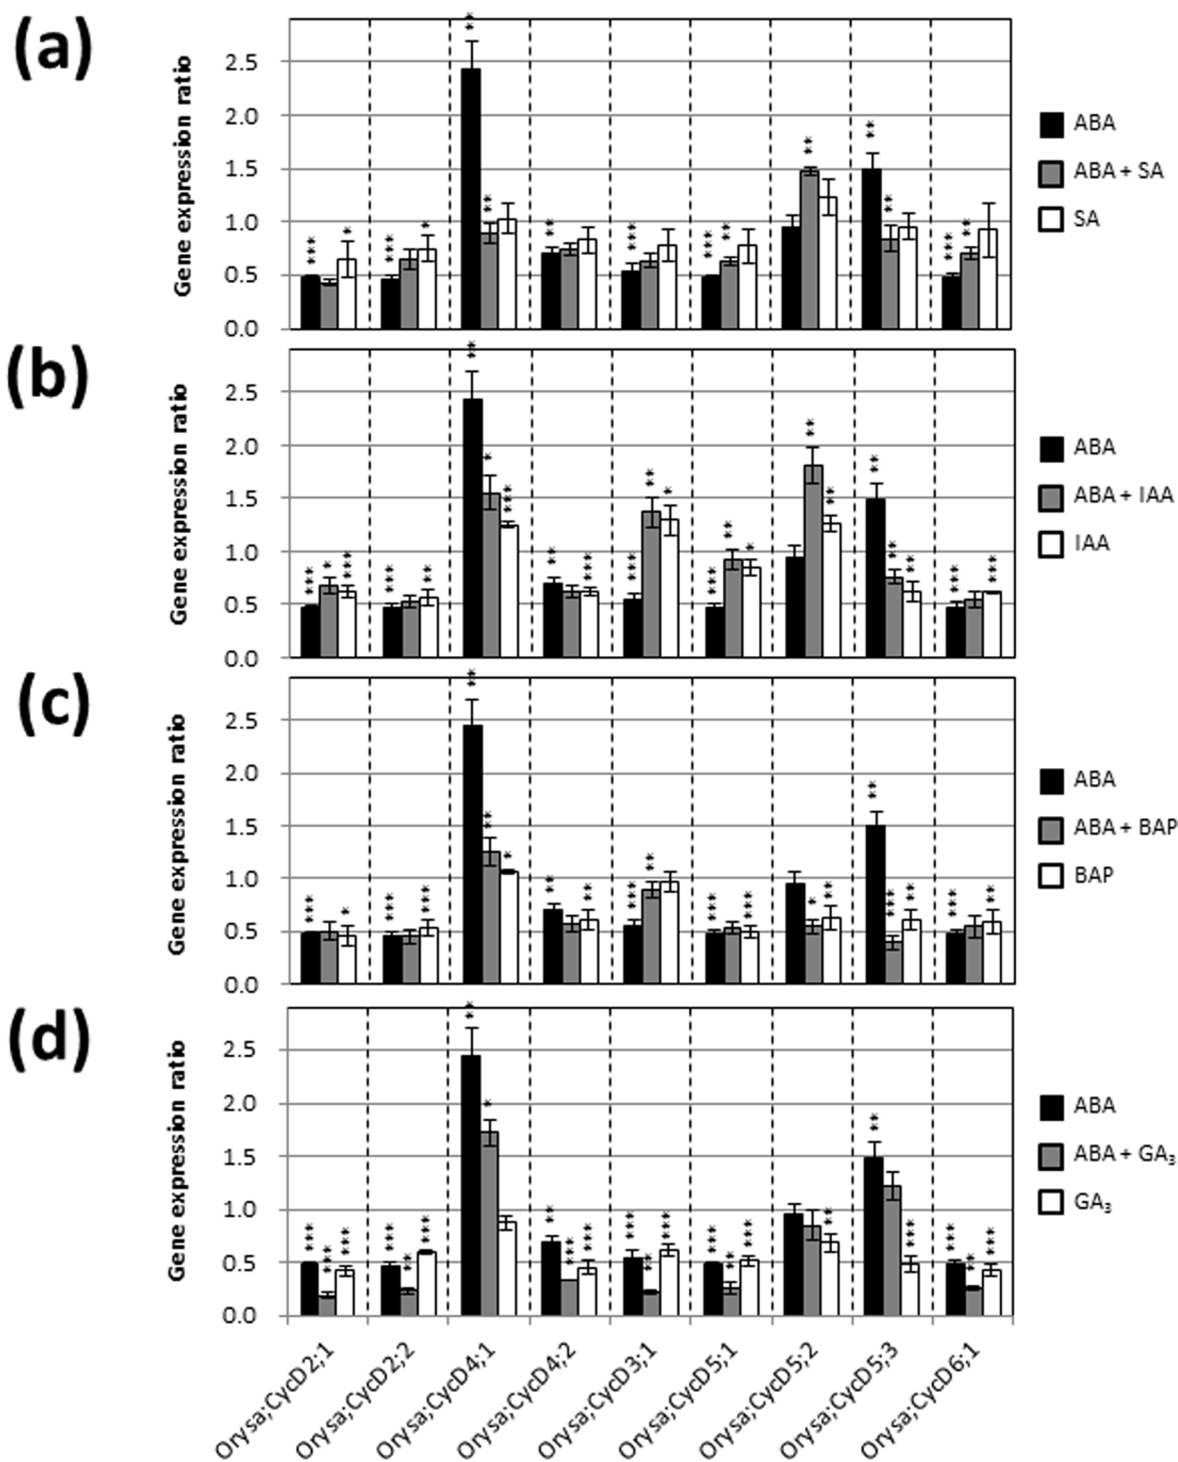 (a)
Gene expression ratio
2.5
2.0
1.5
1.0
0.5
0.0
ABA
ABA + SA
SA
(b)
Gene expression ratio
2.5
2.0
1.5
1.0
0.5
0.0
ABA
ABA + IAA
IAA
(c)
Gene expression ratio
2.5
2.0
1.5
1.0
0.5
0.0
ABA
ABA + BAP
BAP
(d)
Gene expression ratio
2.5
2.0
1.5
1.0
0.5
0.0
ABA
ABA + GA₃
GA₃
Orysa;CycD2;1
Orysa;CycD2;2
Orysa;CycD4;1
Orysa;CycD4;2
Orysa;CycD3;1
Orysa;CycD5;1
Orysa;CycD5;2
Orysa;CycD5;3
Orysa;CycD6;1